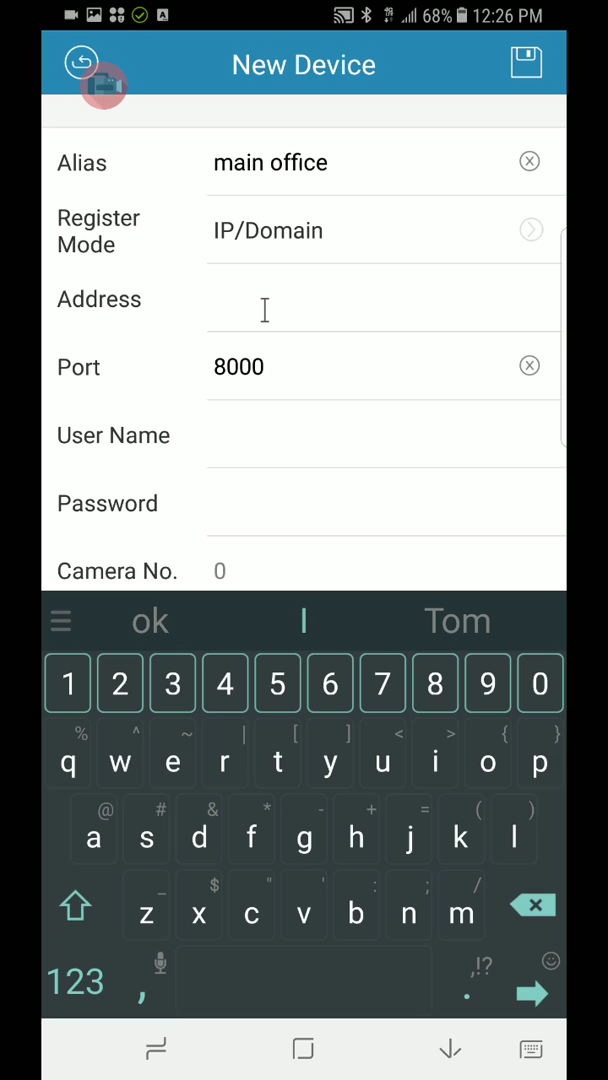 68% 12:26 PM
New Device
Alias main office
Register
Mode
IP/Domain
Address
Port 8000
User Name
Password
Camera No. 0
ok I Tom
1 2 3 4 5 6 7 8 9 0
% ^ ~ | [ ] < > { }
q w e r t y u i o p
@ # & * - + = ( )
a s d f g h j k l
_ $ " ' : ; /
z x c v b n m
,!?
123 , .